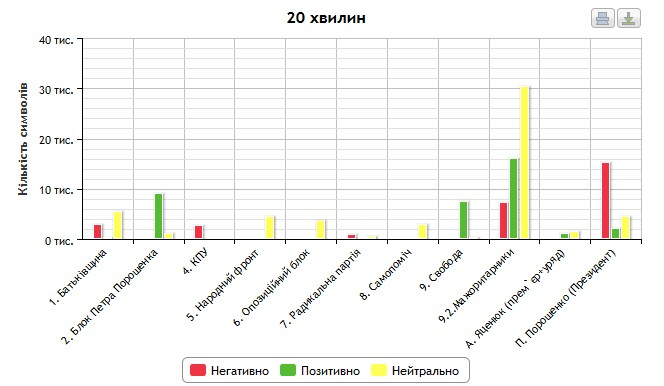 20 хвилин
Кількість символів
40 тис.
30 тис.
20 тис.
10 тис.
0 тис.
1. Батьківщина
2. Блок Петра Порошенка
4. КПУ
5. Народний фронт
6. Опозиційний блок
7. Радикальна партія
8. Самопоміч
9. Свобода
9.2.Мажоритарники
А. Яценюк (прем`єр+уряд)
П. Порошенко (Президент)
Негативно Позитивно Нейтрально